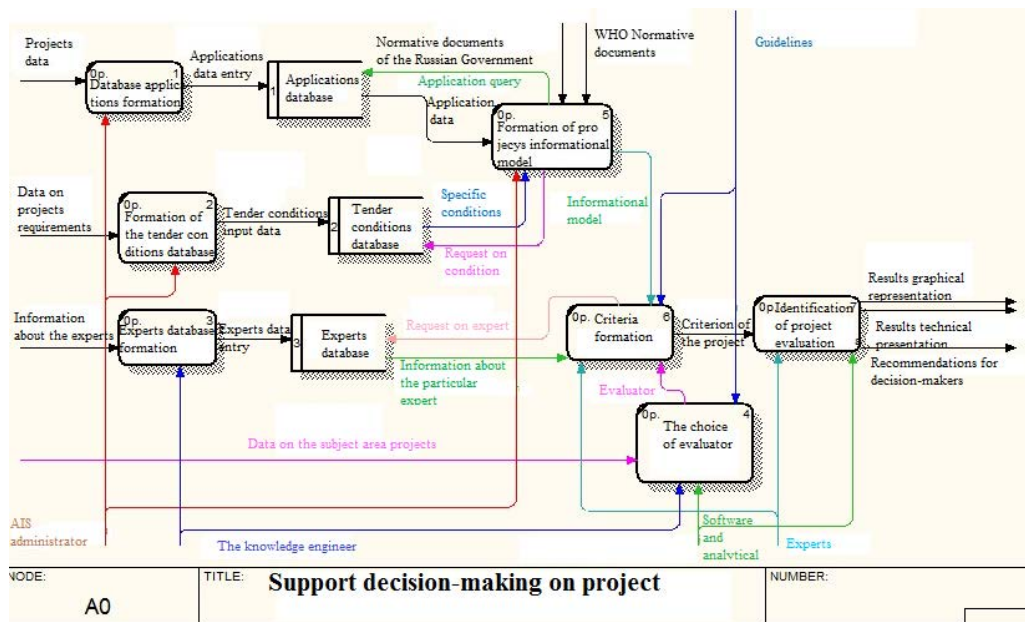 Projects
data
Applications
data entry
Normative documents
of the Russian Government
Application query
WHO Normative
documents
Guidelines
0p. 1
Database applica
tions formation
1
Applications
database
Application
data
0p. 5
Formation of pro
jecys informational
model
Data on
projects
requirements
0p. 2
Formation of
the tender con
ditions database
Tender conditions
input data
2
Tender
conditions
database
Specific
conditions
Request on
condition
Informational
model
Information
about the experts
0p. 3
Experts database
formation
Experts data
entry
3
Experts
database
Request on expert
Information about
the particular
expert
0p. 6
Criteria
formation
Criterion of
the project
0p. 7
Identification
of project
evaluation
Results graphical
representation
Results technical
presentation
Recommendations for
decision-makers
Evaluator
0p. 4
The choice
of evaluator
Data on the subject area projects
AIS
administrator
The knowledge engineer
Software
and
analytical
Experts
NODE:
A0
TITLE: Support decision-making on project
NUMBER: